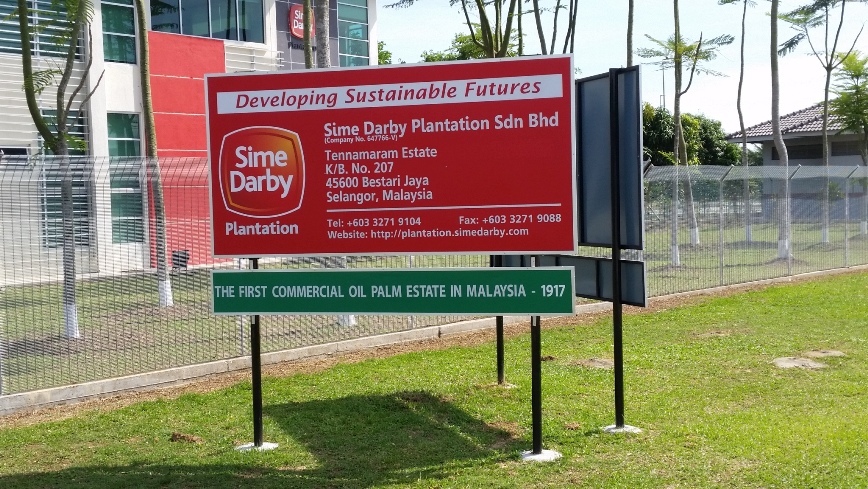 Sime
Darby
Developing Sustainable Futures
Sime Darby Plantation Sdn Bhd
(Company No. 647766-V)
Tennamaram Estate
K/B. No. 207
45600 Bestari Jaya
Selangor, Malaysia
Tel: +603 3271 9104 Fax: +603 3271 9088
Website: http://plantation.simedarby.com
Sime
Darby
Plantation
THE FIRST COMMERCIAL OIL PALM ESTATE IN MALAYSIA - 1917